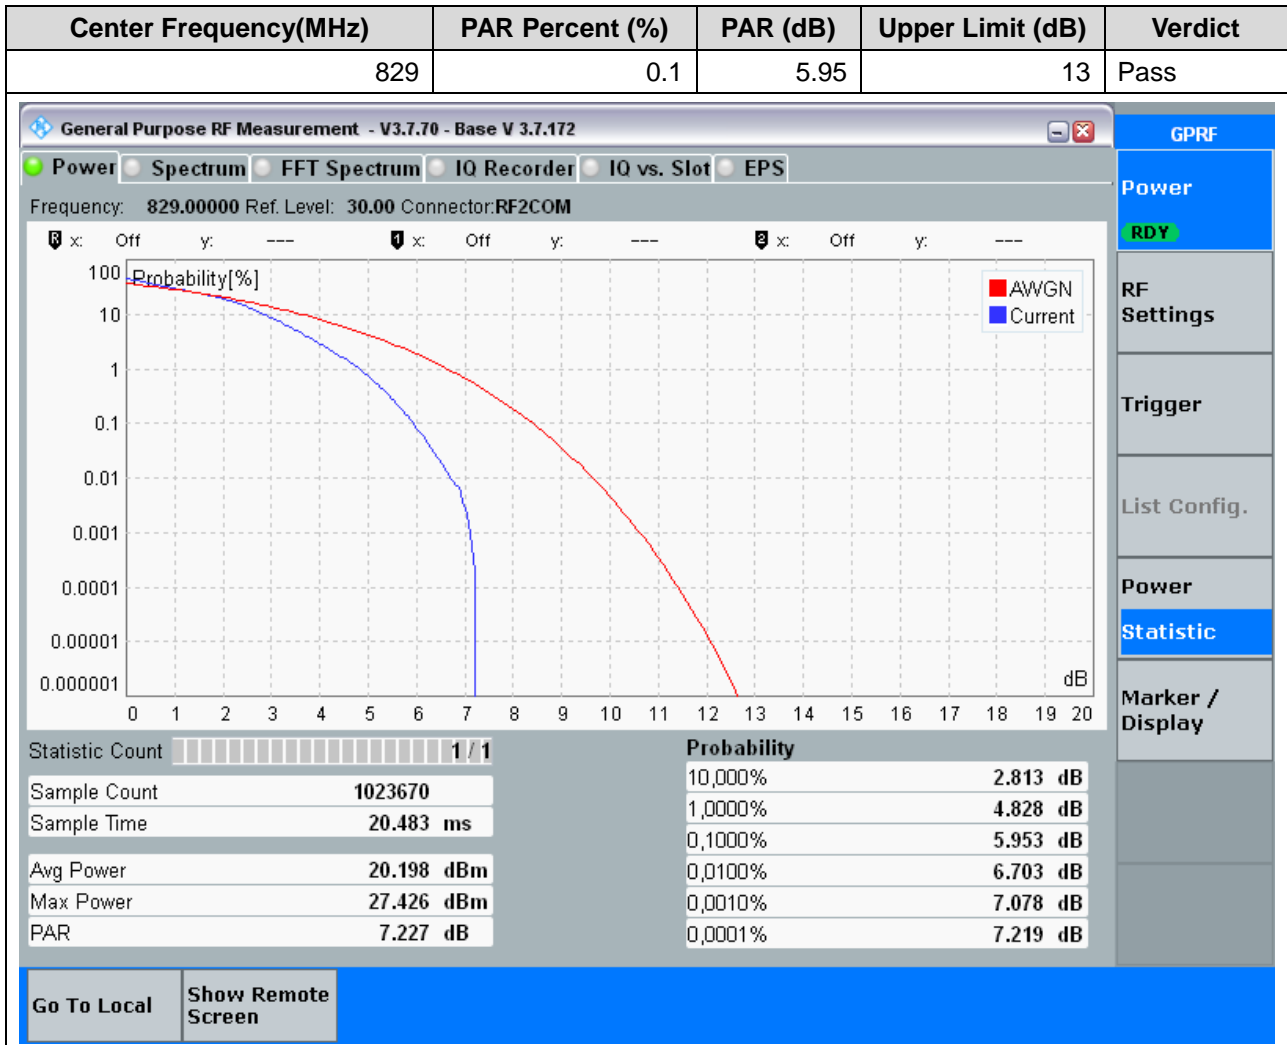 Center Frequency(MHz) PAR Percent (%) PAR (dB) Upper Limit (dB) Verdict
829 0.1 5.95 13 Pass
General Purpose RF Measurement - V3.7.70 - Base V 3.7.172
GPRF
Power Spectrum FFT Spectrum IQ Recorder IQ vs. Slot EPS
Power
RDY
Frequency: 829.00000 Ref. Level: 30.00 Connector:RF2COM
R x: Off y: --- 1 x: Off y: --- 2 x: Off y: ---
Probability[%]
AWGN
Current
100
10
1
0.1
0.01
0.001
0.0001
0.00001
0.000001
dB
0 1 2 3 4 5 6 7 8 9 10 11 12 13 14 15 16 17 18 19 20
RF
Settings
Trigger
List Config.
Power
Statistic
Marker /
Display
Statistic Count 1 / 1
Sample Count 1023670
Sample Time 20.483 ms
Avg Power 20.198 dBm
Max Power 27.426 dBm
PAR 7.227 dB
Probability
10,000% 2.813 dB
1,0000% 4.828 dB
0,1000% 5.953 dB
0,0100% 6.703 dB
0,0010% 7.078 dB
0,0001% 7.219 dB
Go To Local
Show Remote
Screen